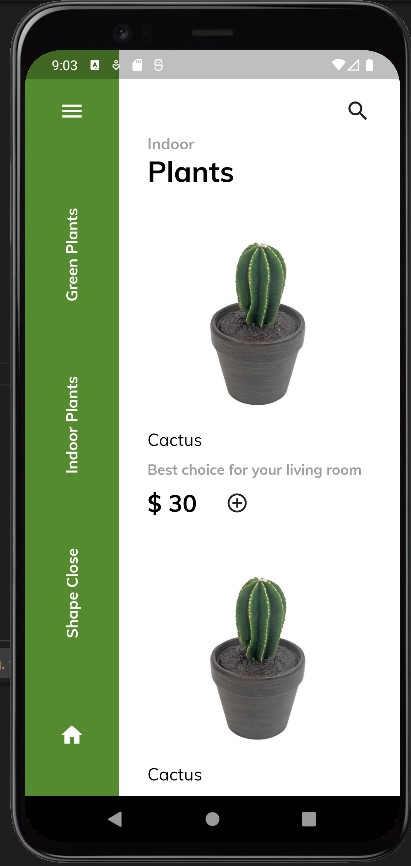 9:03
Indoor
Plants
Green Plants
Indoor Plants
Shape Close
Cactus
Best choice for your living room
$ 30
Cactus